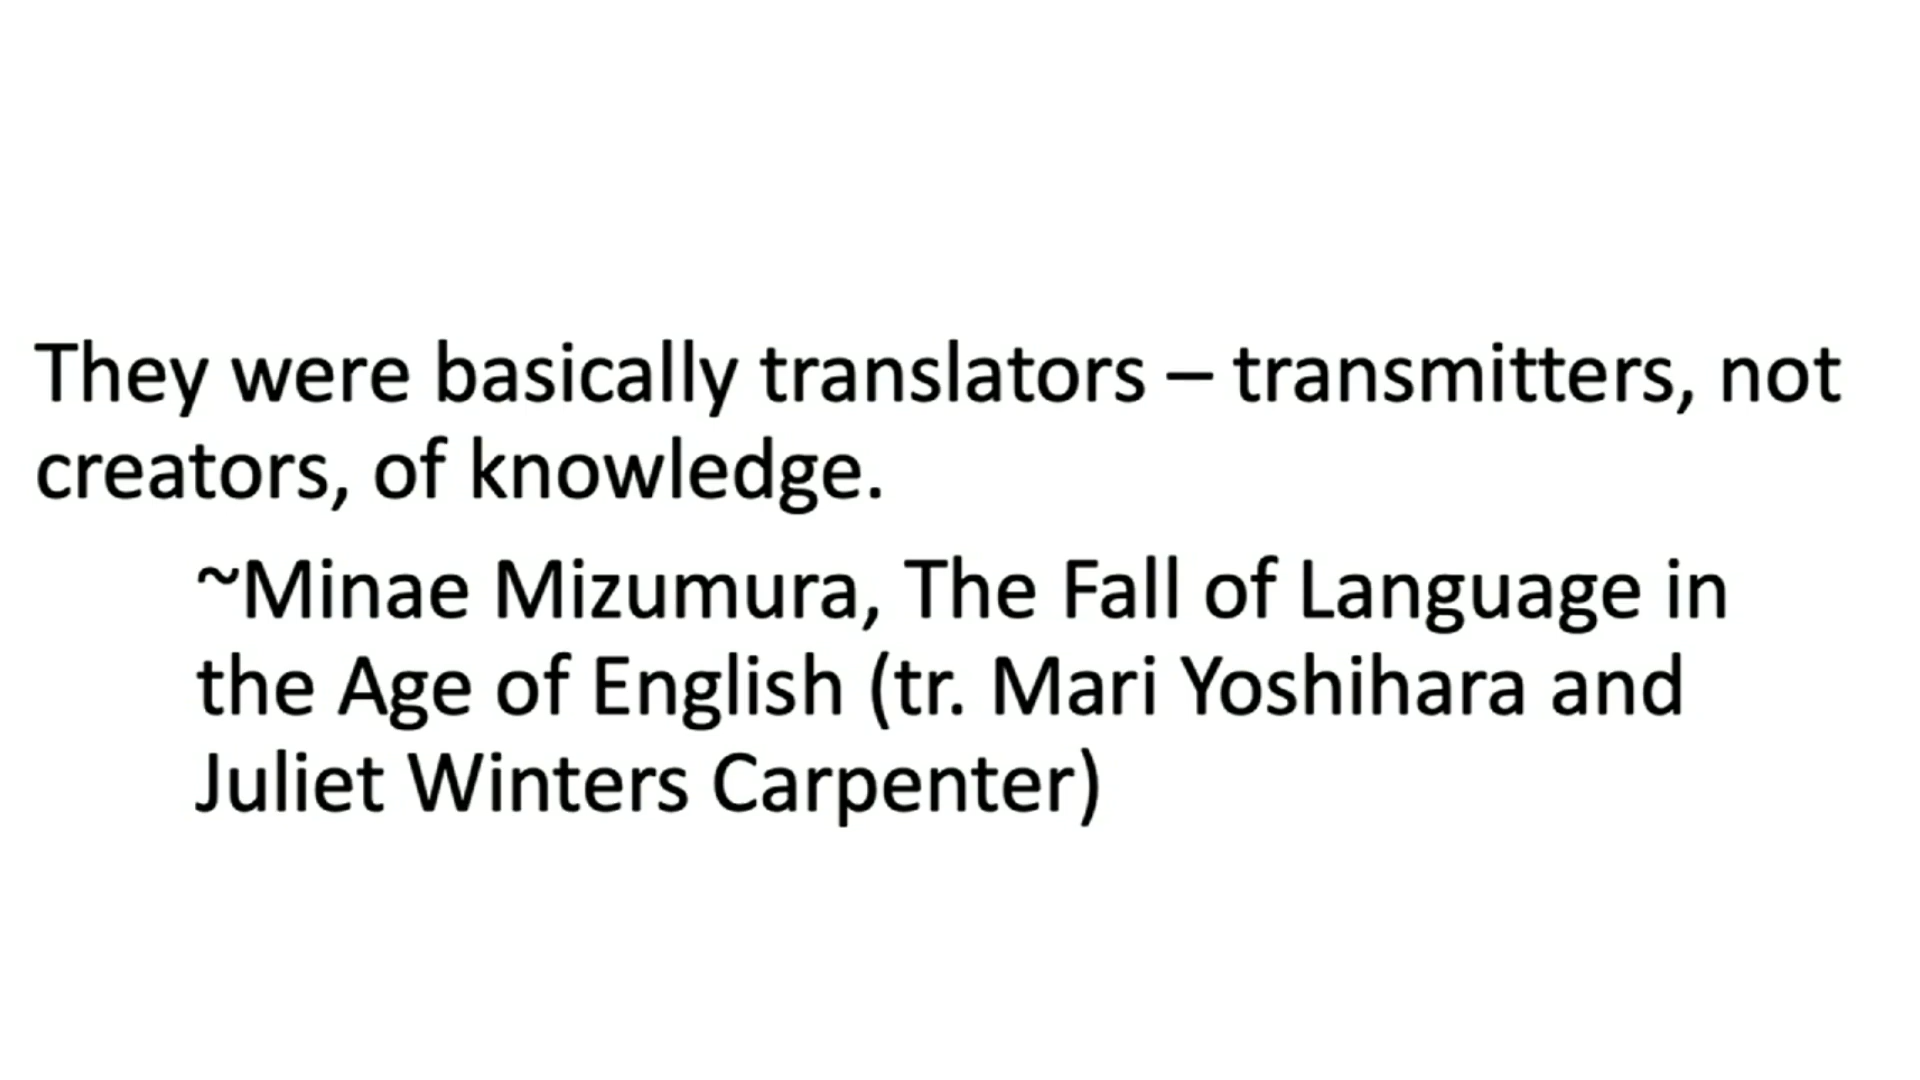 They were basically translators – transmitters, not
creators, of knowledge.
~Minae Mizumura, The Fall of Language in
the Age of English (tr. Mari Yoshihara and
Juliet Winters Carpenter)